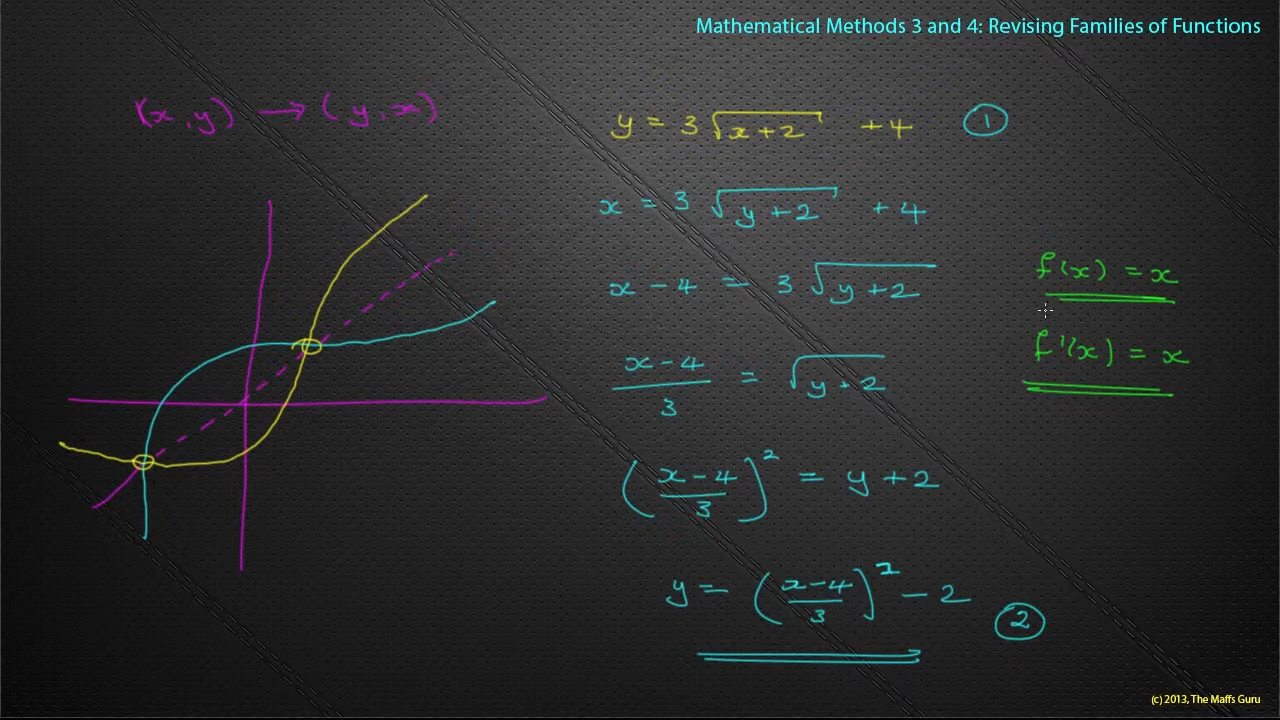 Mathematical Methods 3 and 4: Revising Families of Functions
(x, y) → (y, x)
y = 3√(x+2) + 4 ①
x = 3√(y+2) + 4
x − 4 = 3√(y+2)
(x−4)/3 = √(y+2)
((x−4)/3)² = y + 2
y = ((x−4)/3)² − 2 ②
f(x) = x
f⁻¹(x) = x
(c) 2013, The Maffs Guru